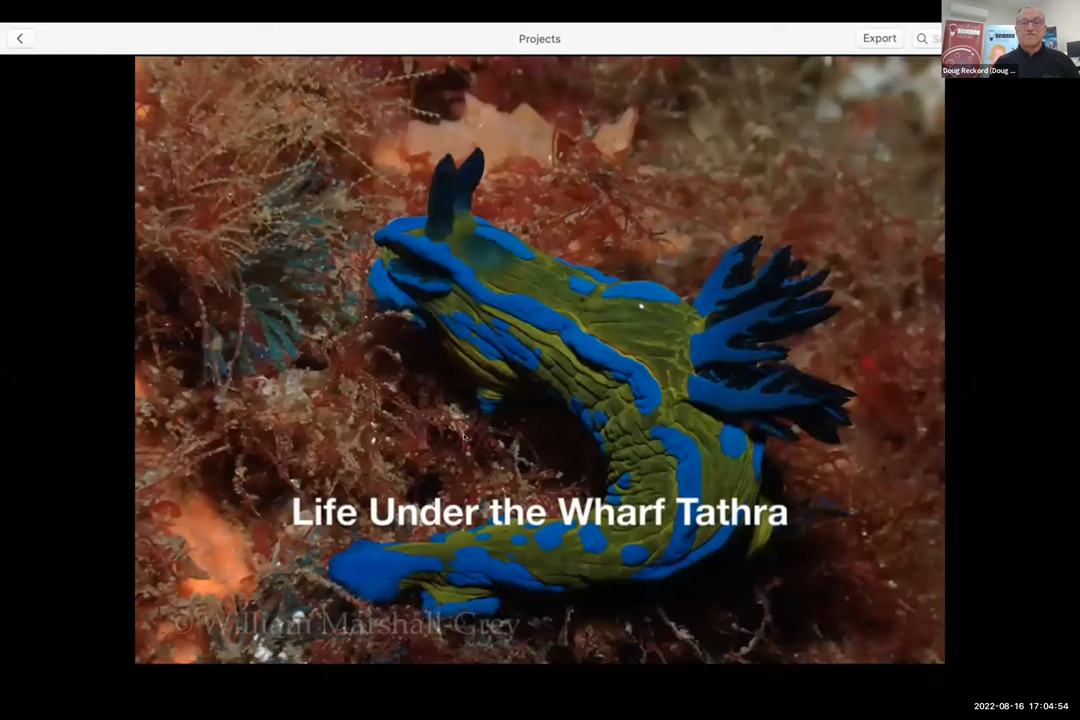 Projects
Export
Doug Reckord (Doug ...
Life Under the Wharf Tathra
© William Marshall-Grey
2022-08-16 17:04:54